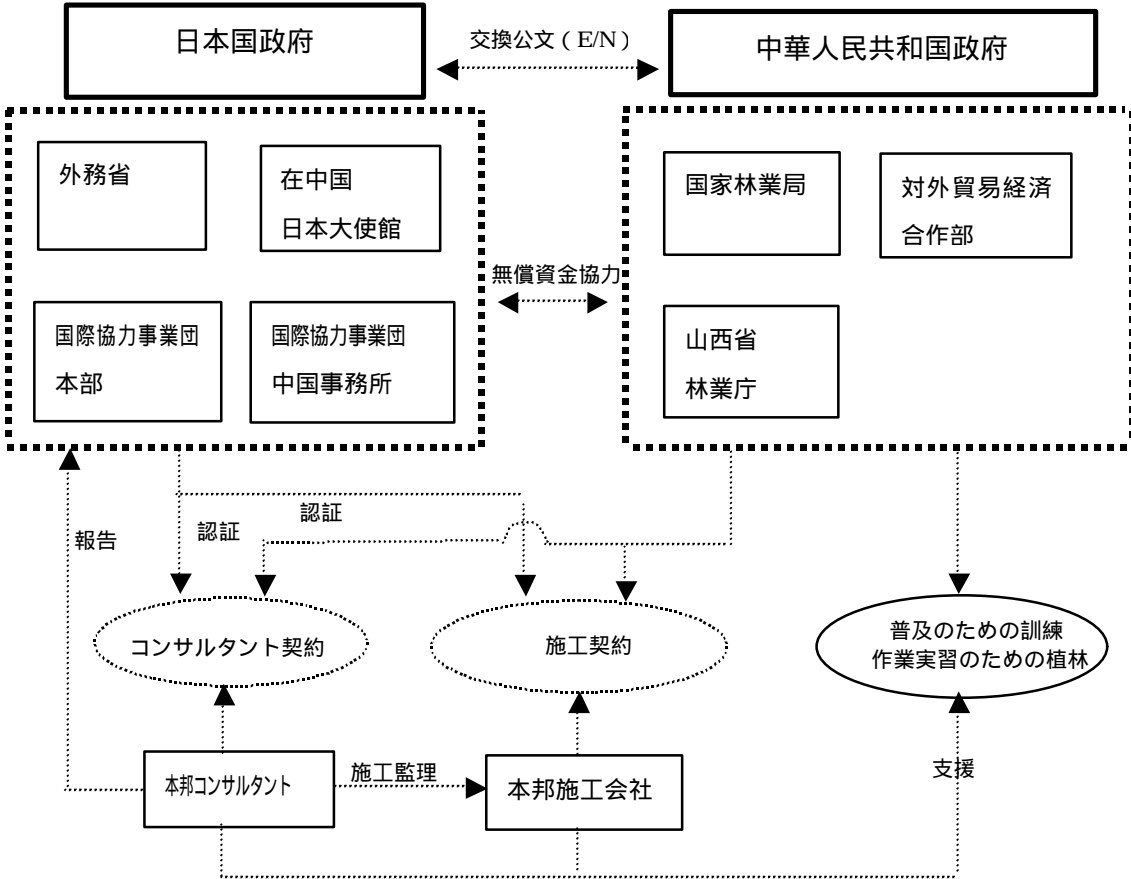 日本国政府
交換公文（E/N）
中華人民共和国政府
外務省
在中国
日本大使館
国家林業局
対外貿易経済
合作部
無償資金協力
国際協力事業団
本部
国際協力事業団
中国事務所
山西省
林業庁
報告
認証
認証
コンサルタント契約
施工契約
普及のための訓練
作業実習のための植林
本邦コンサルタント
施工監理
本邦施工会社
支援